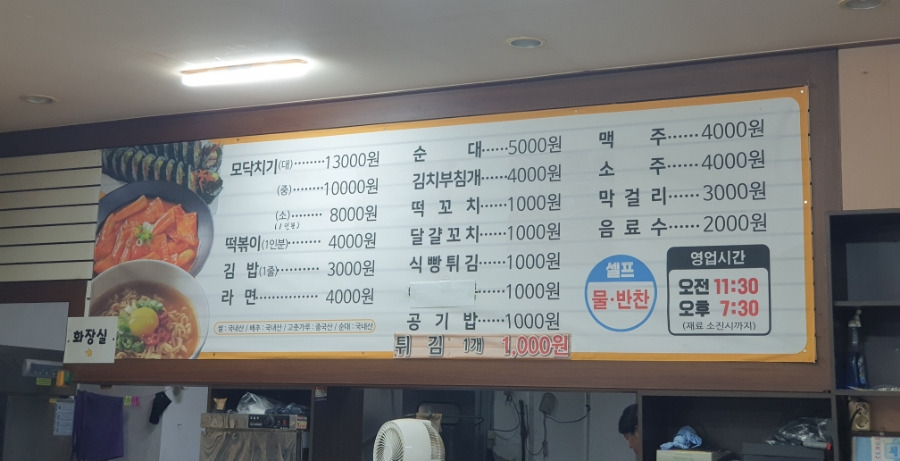 모닥치기(대)·········13000원
(중)·········10000원
(소)········· 8000원
떡볶이(1인분)······· 4000원
김 밥(1줄)·········· 3000원
라 면·············· 4000원
쌀 : 국내산 / 배추 : 국내산 / 고춧가루 : 중국산 / 순대 : 국내산
순 대······5000원
김치부침개······4000원
떡 꼬 치······1000원
달걀꼬치······1000원
식빵튀김······1000원
······1000원
공 기 밥······1000원
튀 김 1개 1,000원
맥 주······4000원
소 주······4000원
막 걸 리······3000원
음 료 수······2000원
셀프
물·반찬
영업시간
오전 11:30
오후 7:30
(재료 소진시까지)
화장실